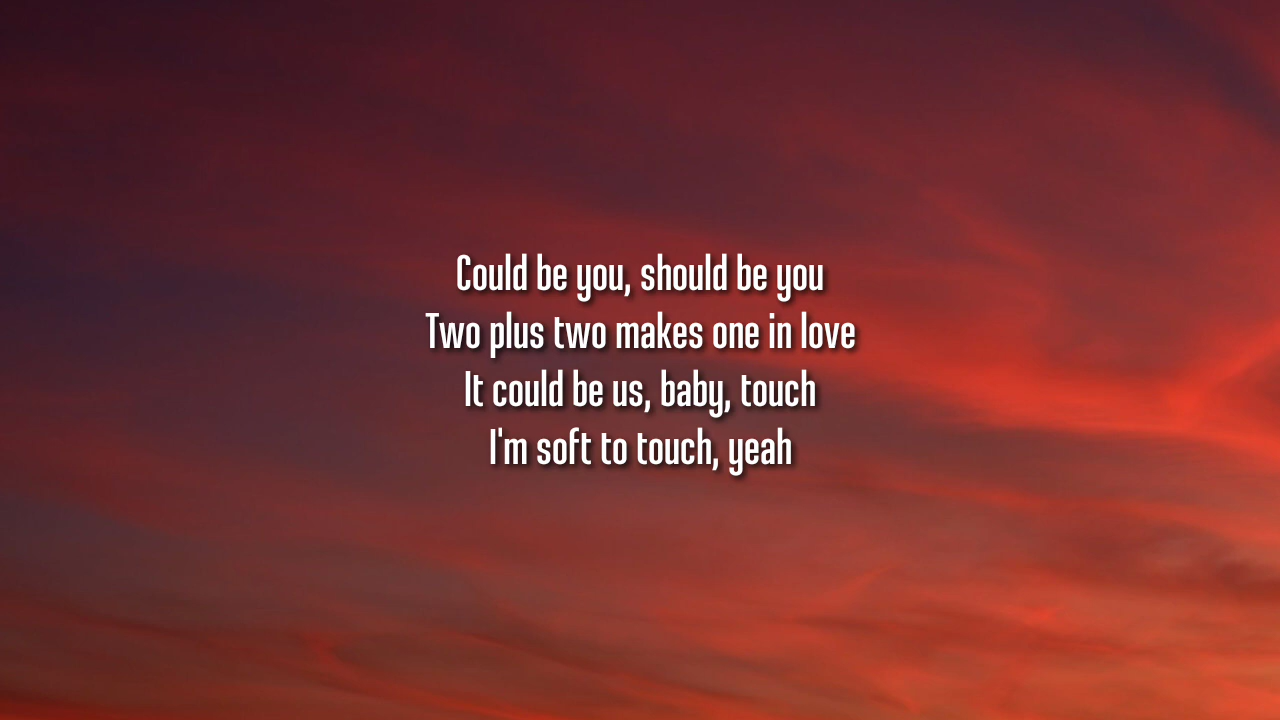 Could be you, should be you
Two plus two makes one in love
It could be us, baby, touch
I'm soft to touch, yeah